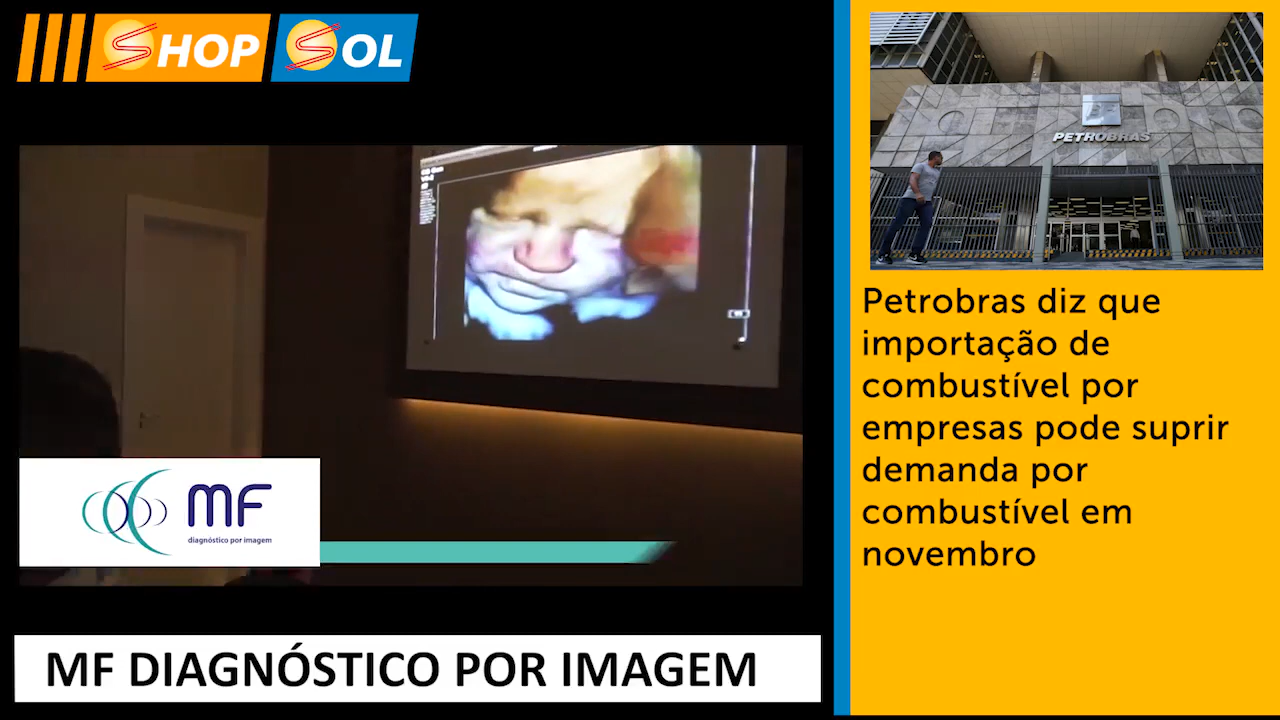 SHOP SOL
MF
diagnóstico por imagem
MF DIAGNÓSTICO POR IMAGEM
PETROBRAS
Petrobras diz que
importação de
combustível por
empresas pode suprir
demanda por
combustível em
novembro